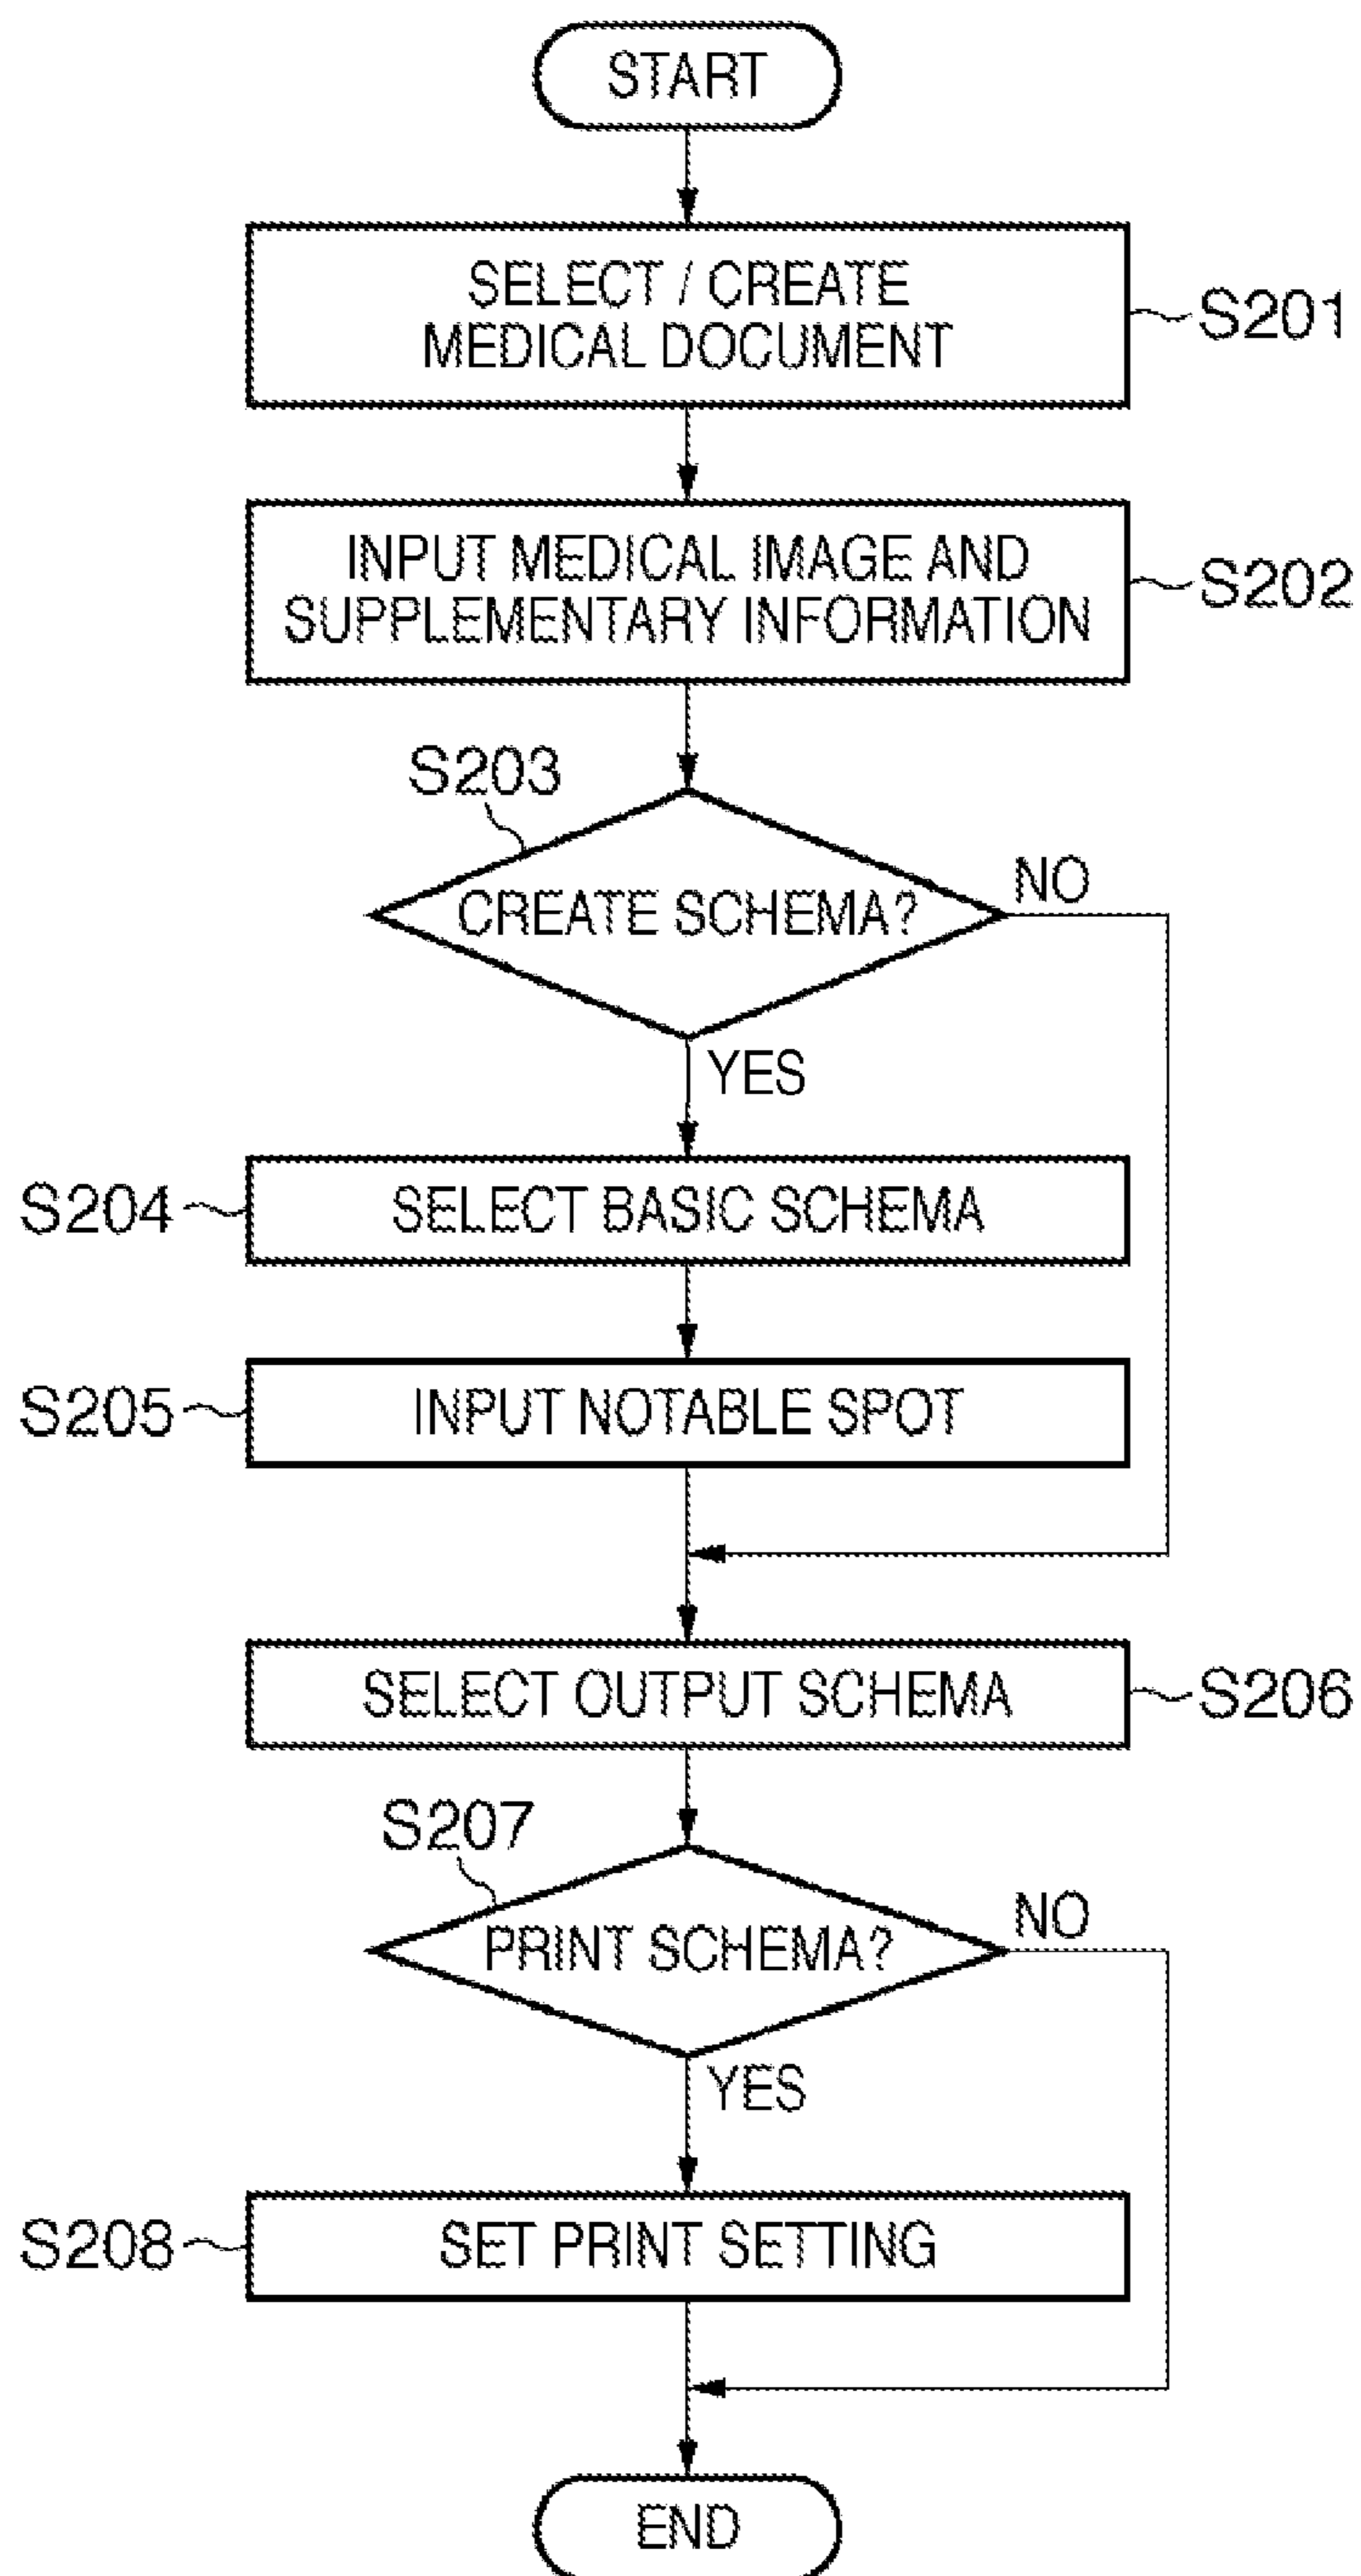 START
SELECT / CREATE
MEDICAL DOCUMENT
S201
INPUT MEDICAL IMAGE AND
SUPPLEMENTARY INFORMATION
S202
S203
CREATE SCHEMA?
NO
YES
S204
SELECT BASIC SCHEMA
S205
INPUT NOTABLE SPOT
SELECT OUTPUT SCHEMA
S206
S207
PRINT SCHEMA?
NO
YES
S208
SET PRINT SETTING
END